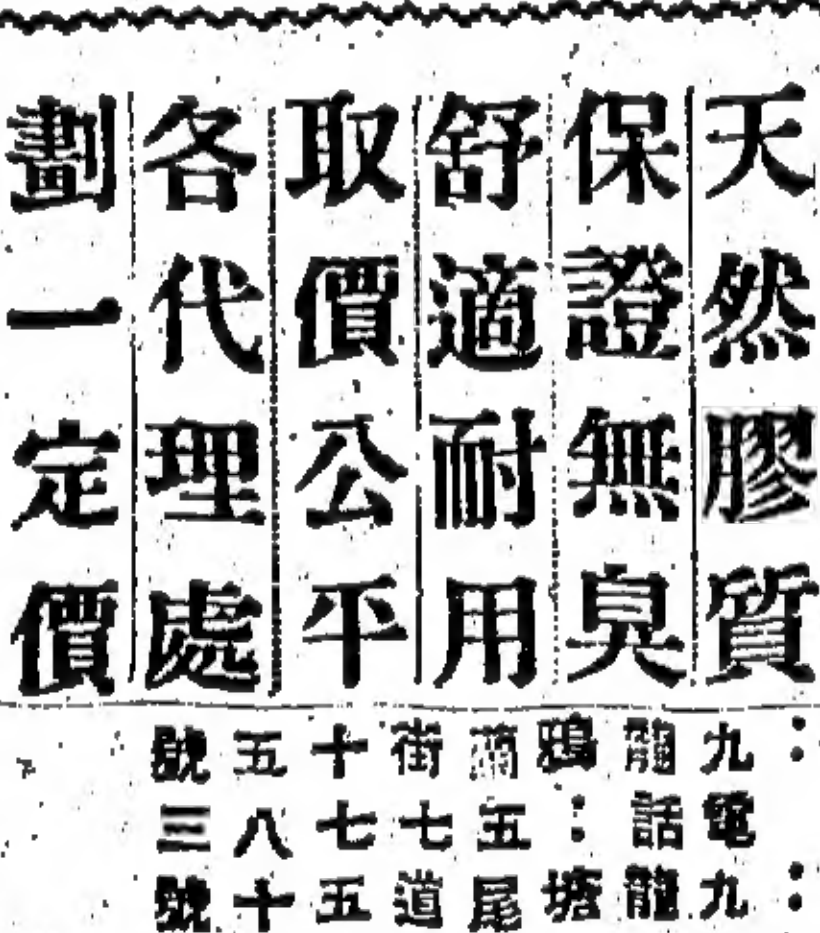 天然膠質
保證無臭
舒適耐用
取價公平
各代理處
劃一定價
：九龍鴉蘭街十五號
電話：五七七八三
：九龍塘尾道五十號